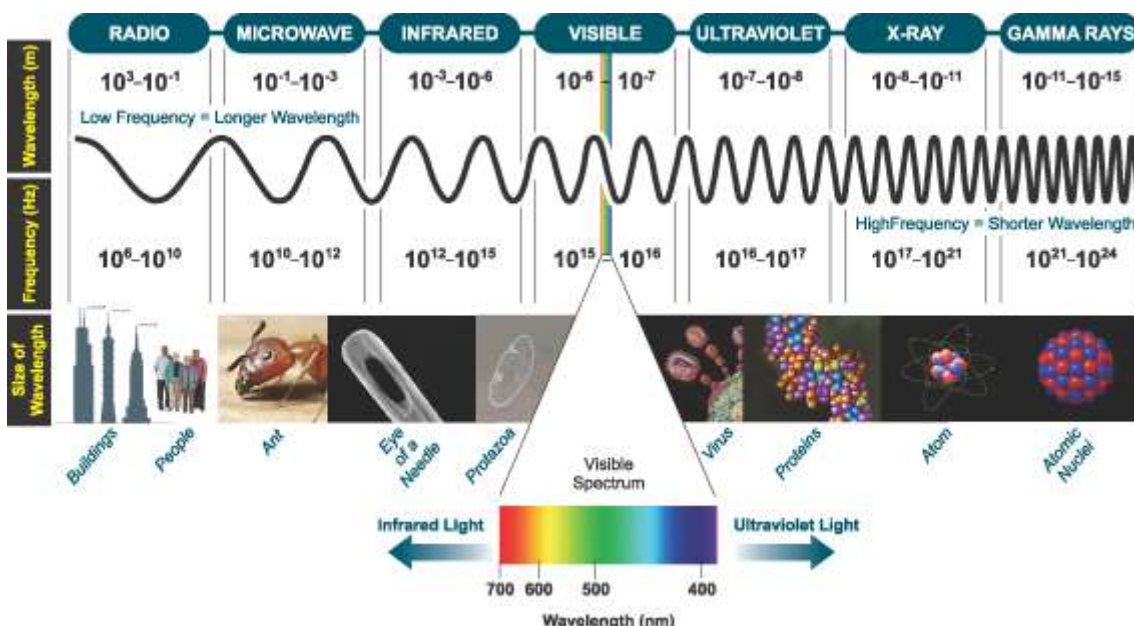 RADIO MICROWAVE INFRARED VISIBLE ULTRAVIOLET X-RAY GAMMA RAYS
Wavelength (m)
10³–10⁻¹ 10⁻¹–10⁻³ 10⁻³–10⁻⁶ 10⁻⁶ – 10⁻⁷ 10⁻⁷–10⁻⁸ 10⁻⁸–10⁻¹¹ 10⁻¹¹–10⁻¹⁵
Low Frequency = Longer Wavelength
Frequency (Hz)
HighFrequency = Shorter Wavelength
10⁶–10¹⁰ 10¹⁰–10¹² 10¹²–10¹⁵ 10¹⁵ – 10¹⁶ 10¹⁶–10¹⁷ 10¹⁷–10²¹ 10²¹–10²⁴
Size of
Wavelength
Buildings
People
Ant
Eye
of a
Needle
Protazoa
Virus
Proteins
Atom
Atomic
Nuclei
Visible
Spectrum
Infrared Light
Ultraviolet Light
700 600 500 400
Wavelength (nm)